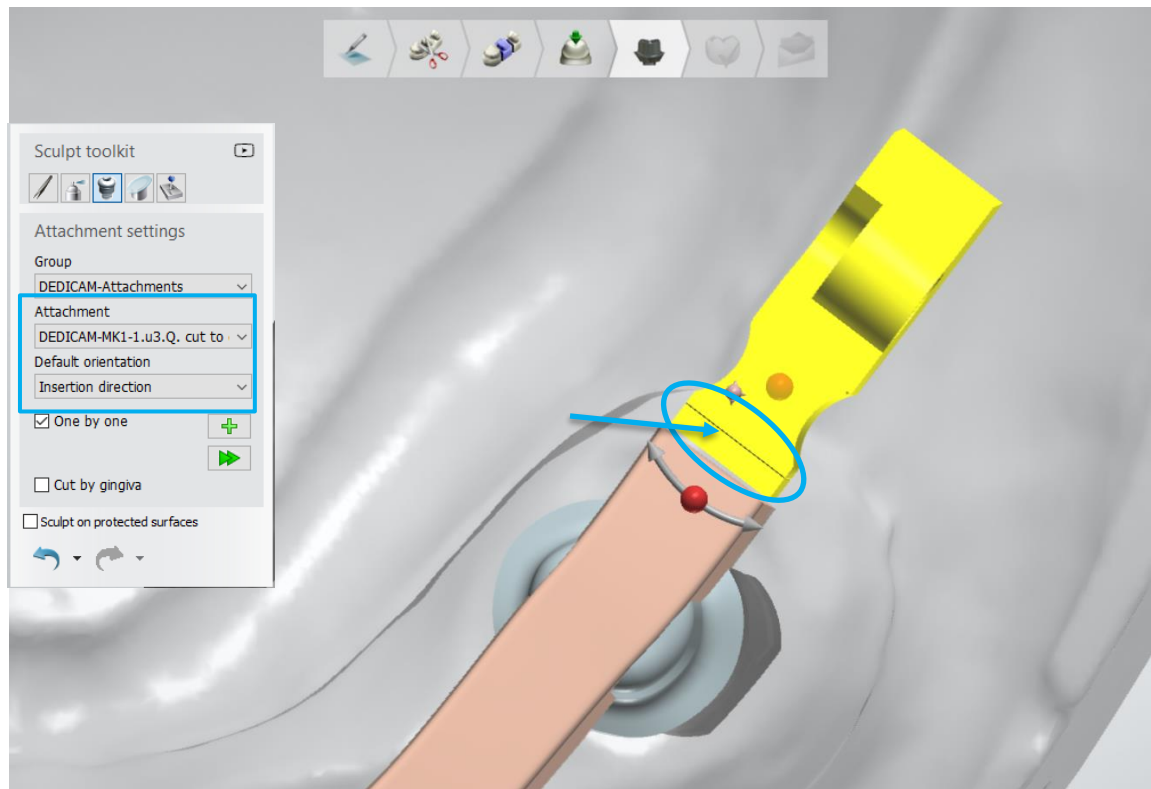 Sculpt toolkit
Attachment settings
Group
DEDICAM-Attachments
Attachment
DEDICAM-MK1-1.u3.Q. cut to
Default orientation
Insertion direction
One by one
Cut by gingiva
Sculpt on protected surfaces